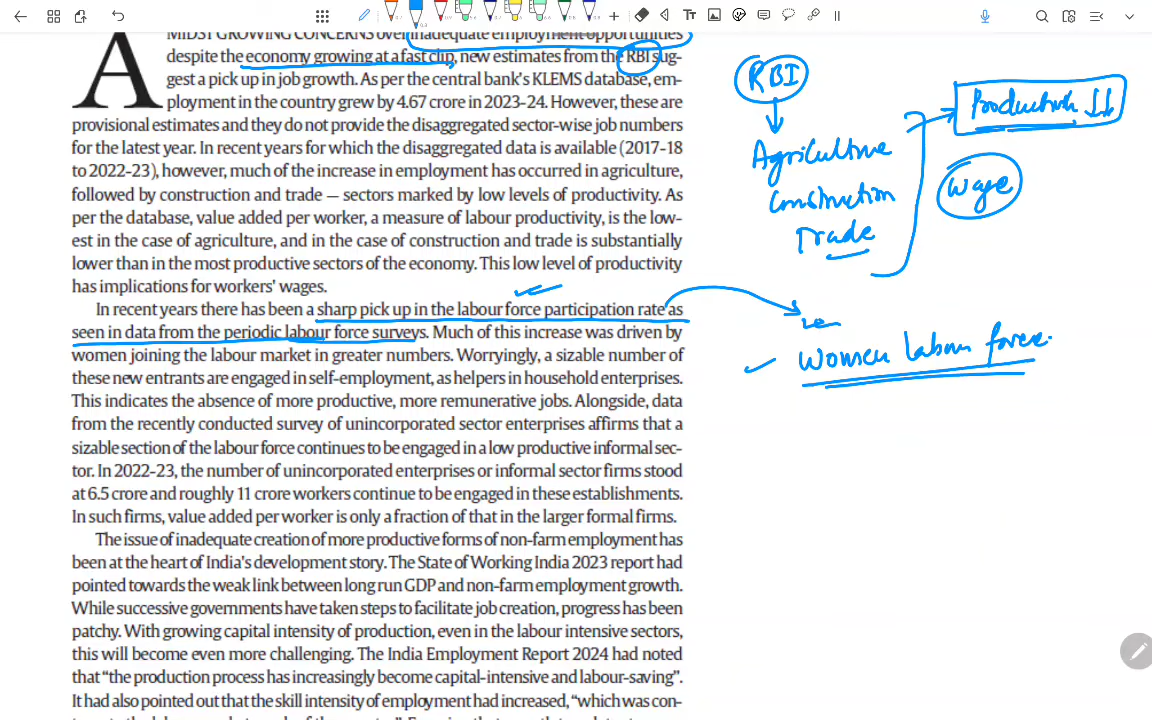 AMIDST GROWING CONCERNS over inadequate employment opportunities
despite the economy growing at a fast clip, new estimates from the RBI sug-
gest a pick up in job growth. As per the central bank's KLEMS database, em-
ployment in the country grew by 4.67 crore in 2023-24. However, these are
provisional estimates and they do not provide the disaggregated sector-wise job numbers
for the latest year. In recent years for which the disaggregated data is available (2017-18
to 2022-23), however, much of the increase in employment has occurred in agriculture,
followed by construction and trade — sectors marked by low levels of productivity. As
per the database, value added per worker, a measure of labour productivity, is the low-
est in the case of agriculture, and in the case of construction and trade is substantially
lower than in the most productive sectors of the economy. This low level of productivity
has implications for workers' wages.
In recent years there has been a sharp pick up in the labour force participation rate as
seen in data from the periodic labour force surveys. Much of this increase was driven by
women joining the labour market in greater numbers. Worryingly, a sizable number of
these new entrants are engaged in self-employment, as helpers in household enterprises.
This indicates the absence of more productive, more remunerative jobs. Alongside, data
from the recently conducted survey of unincorporated sector enterprises affirms that a
sizable section of the labour force continues to be engaged in a low productive informal sec-
tor. In 2022-23, the number of unincorporated enterprises or informal sector firms stood
at 6.5 crore and roughly 11 crore workers continue to be engaged in these establishments.
In such firms, value added per worker is only a fraction of that in the larger formal firms.
The issue of inadequate creation of more productive forms of non-farm employment has
been at the heart of India's development story. The State of Working India 2023 report had
pointed towards the weak link between long run GDP and non-farm employment growth.
While successive governments have taken steps to facilitate job creation, progress has been
patchy. With growing capital intensity of production, even in the labour intensive sectors,
this will become even more challenging. The India Employment Report 2024 had noted
that "the production process has increasingly become capital-intensive and labour-saving".
It had also pointed out that the skill intensity of employment had increased, "which was con-
RBI
Agriculture
Construction
Trade
Production ↓↓
Wage
Women labour force.